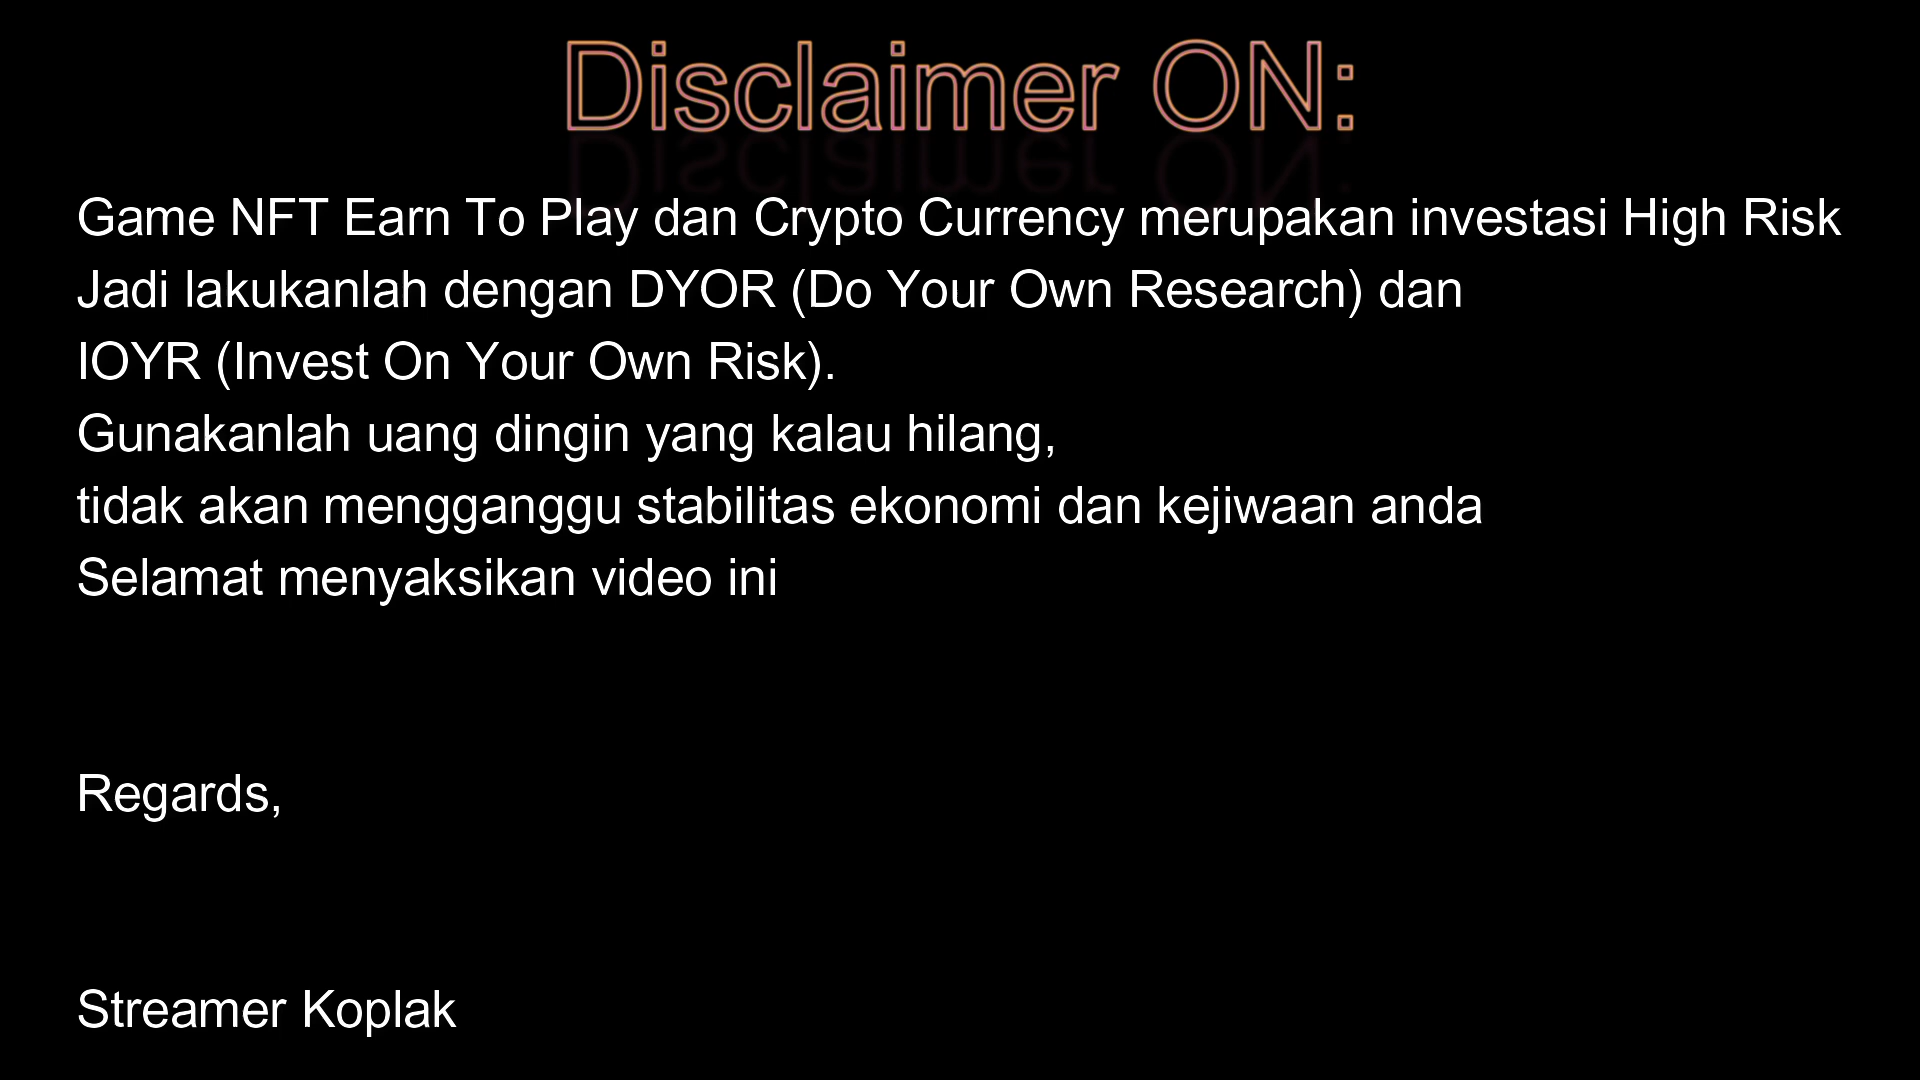 Disclaimer ON:
Game NFT Earn To Play dan Crypto Currency merupakan investasi High Risk
Jadi lakukanlah dengan DYOR (Do Your Own Research) dan
IOYR (Invest On Your Own Risk).
Gunakanlah uang dingin yang kalau hilang,
tidak akan mengganggu stabilitas ekonomi dan kejiwaan anda
Selamat menyaksikan video ini
Regards,
Streamer Koplak